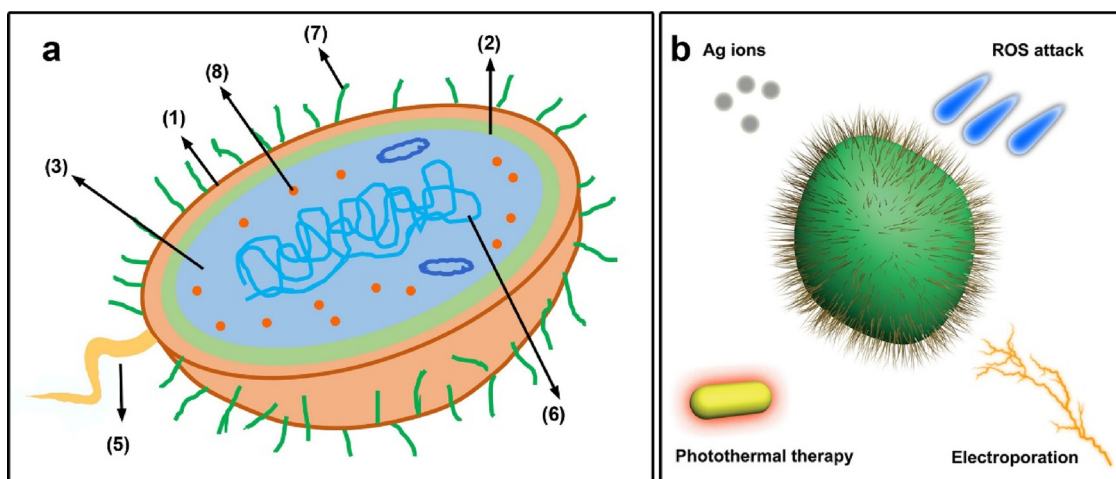 a
(7)
(2)
(8)
(1)
(3)
(5)
(6)
b
Ag ions
ROS attack
Photothermal therapy
Electroporation